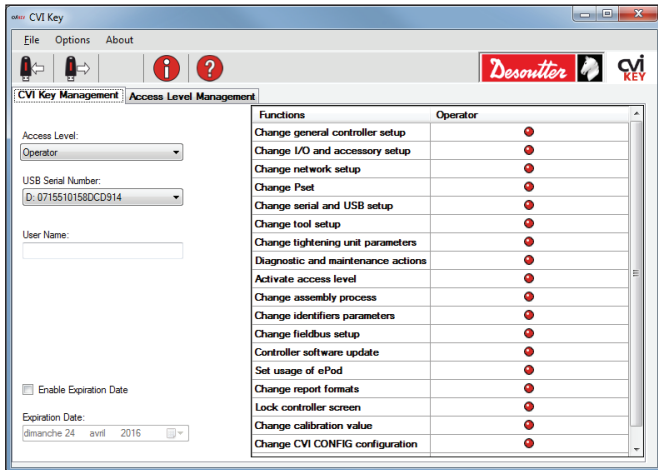 CVI Key
File Options About
Desoutter
CVI
KEY
CVI Key Management Access Level Management
Access Level:
Operator
USB Serial Number:
D: 0715510158DCD914
User Name:
Enable Expiration Date
Expiration Date:
dimanche 24 avril 2016
Functions Operator
Change general controller setup
Change I/O and accessory setup
Change network setup
Change Pset
Change serial and USB setup
Change tool setup
Change tightening unit parameters
Diagnostic and maintenance actions
Activate access level
Change assembly process
Change identifiers parameters
Change fieldbus setup
Controller software update
Set usage of ePod
Change report formats
Lock controller screen
Change calibration value
Change CVI CONFIG configuration